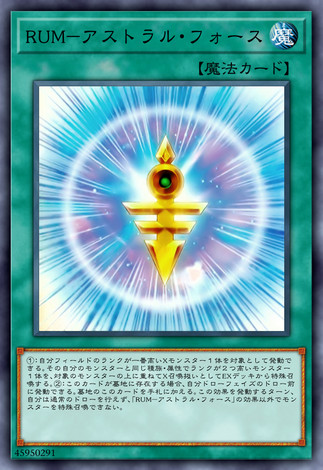 RUM－アストラル・フォース
魔
【魔法カード】
①：自分フィールドのランクが一番高いXモンスター１体を対象として発動
できる。その自分のモンスターと同じ種族・属性でランクが２つ高いモンスター
１体を、対象のモンスターの上に重ねてX召喚扱いとしてEXデッキから特殊召
喚する。②：このカードが墓地に存在する場合、自分ドローフェイズのドロー前
に発動できる。墓地のこのカードを手札に加える。この効果を発動するターン、
自分は通常のドローを行えず、「RUM－アストラル・フォース」の効果以外でモン
スターを特殊召喚できない。
45950291